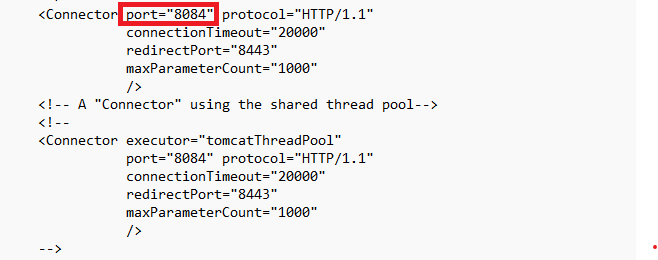 <Connector port="8084" protocol="HTTP/1.1"
connectionTimeout="20000"
redirectPort="8443"
maxParameterCount="1000"
/>
<!-- A "Connector" using the shared thread pool-->
<!--
<Connector executor="tomcatThreadPool"
port="8084" protocol="HTTP/1.1"
connectionTimeout="20000"
redirectPort="8443"
maxParameterCount="1000"
/>
-->